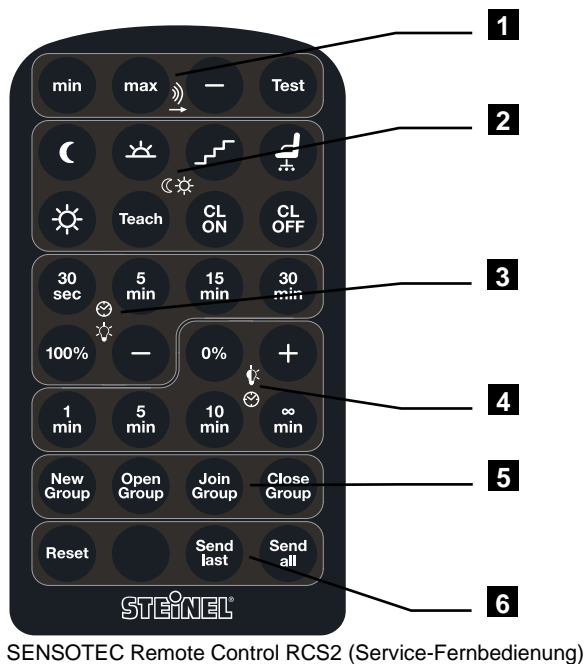 1
min max – Test
2
Teach CL ON CL OFF
30 sec 5 min 15 min 30 min
3
100% – 0% +
4
1 min 5 min 10 min ∞ min
New Group Open Group Join Group Close Group
5
Reset Send last Send all
6
STEINEL®
SENSOTEC Remote Control RCS2 (Service-Fernbedienung)